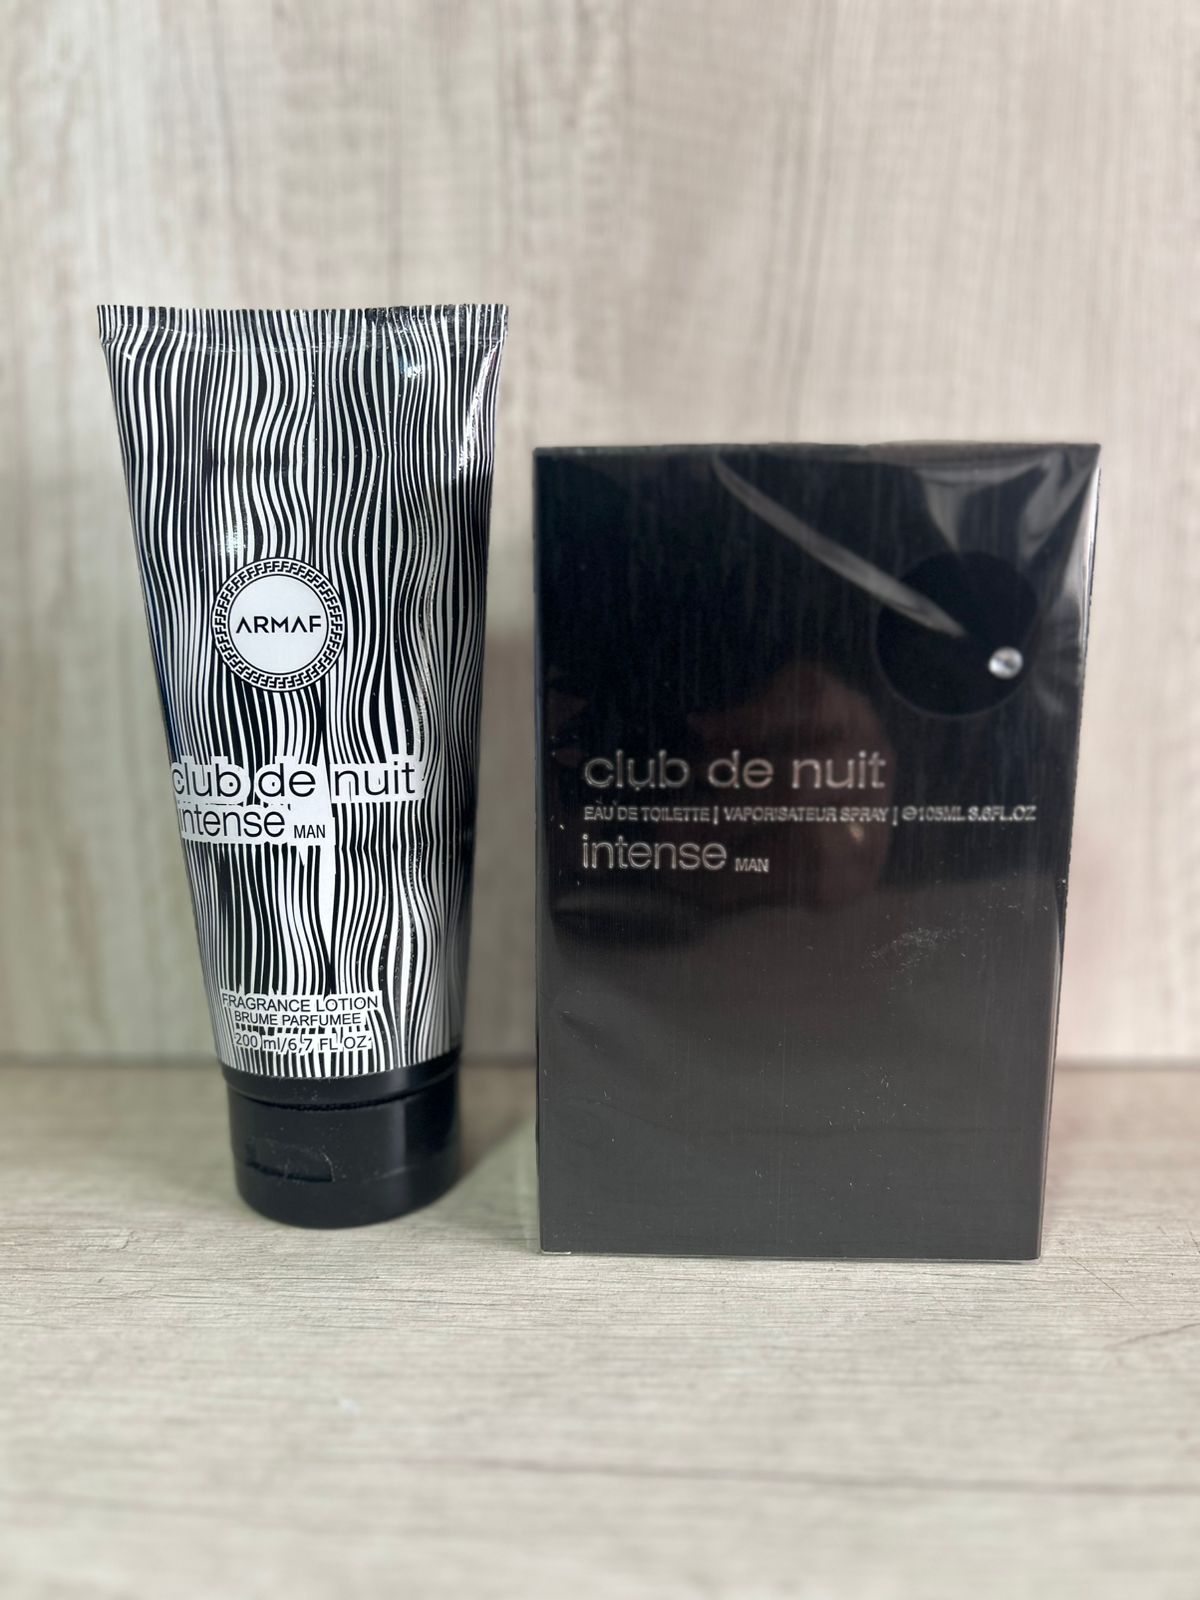 ARMAF
club de nuit
intense MAN
FRAGRANCE LOTION
BRUME PARFUMEE
200 ml/6,7 FL OZ
club de nuit
EAU DE TOILETTE | VAPORISATEUR SPRAY | ℮105ML 3.6FL.OZ
intense MAN